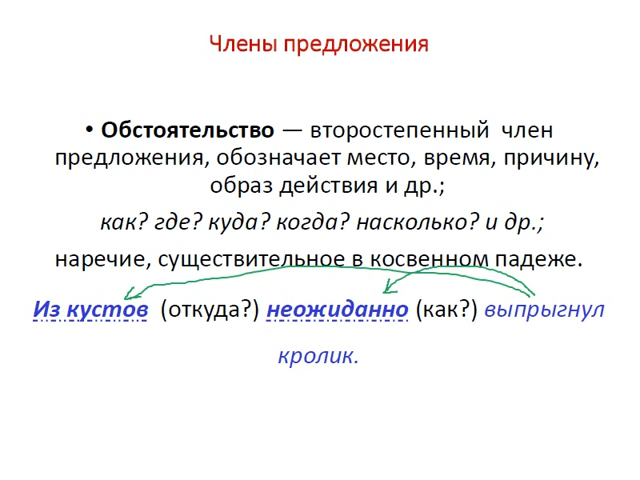 Члены предложения
• Обстоятельство — второстепенный член
предложения, обозначает место, время, причину,
образ действия и др.;
как? где? куда? когда? насколько? и др.;
наречие, существительное в косвенном падеже.
Из кустов (откуда?) неожиданно (как?) выпрыгнул
кролик.